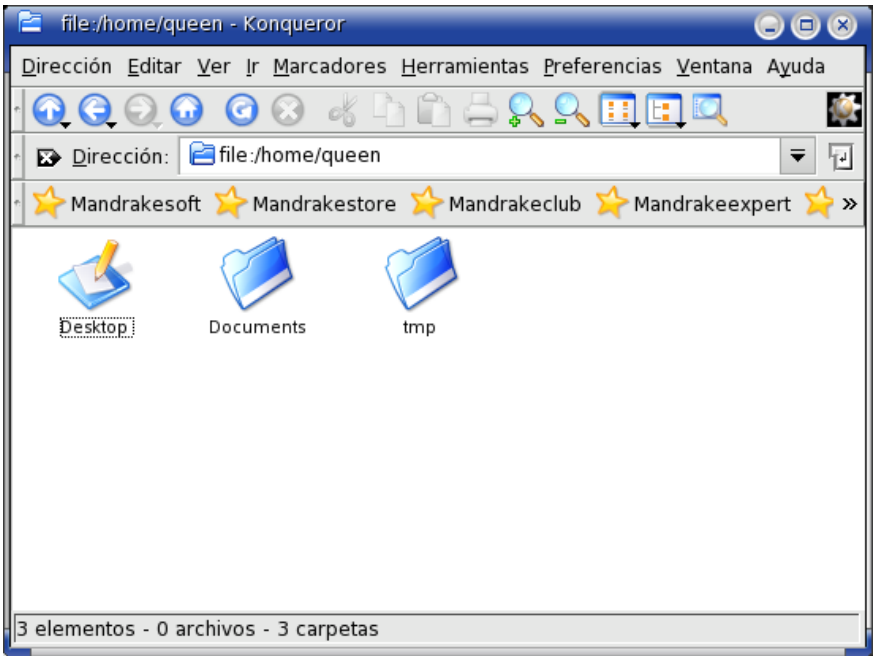 file:/home/queen - Konqueror
Dirección Editar Ver Ir Marcadores Herramientas Preferencias Ventana Ayuda
Dirección: file:/home/queen
Mandrakesoft Mandrakestore Mandrakeclub Mandrakeexpert »
Desktop Documents tmp
3 elementos - 0 archivos - 3 carpetas